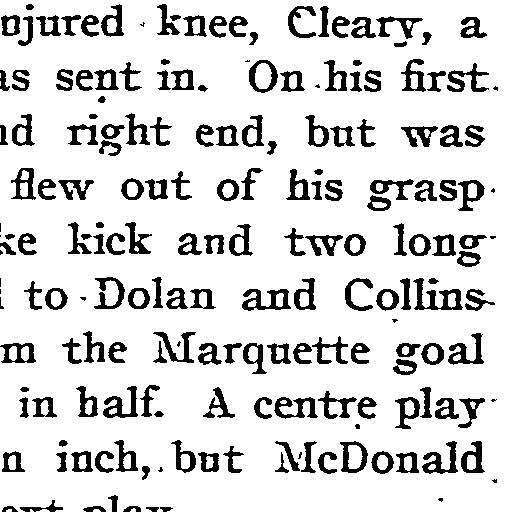 njured knee, Cleary, a
as sent in. On his first
nd right end, but was
flew out of his grasp
ke kick and two long
to Dolan and Collins
m the Marquette goal
in half. A centre play
n inch, but McDonald
ext play